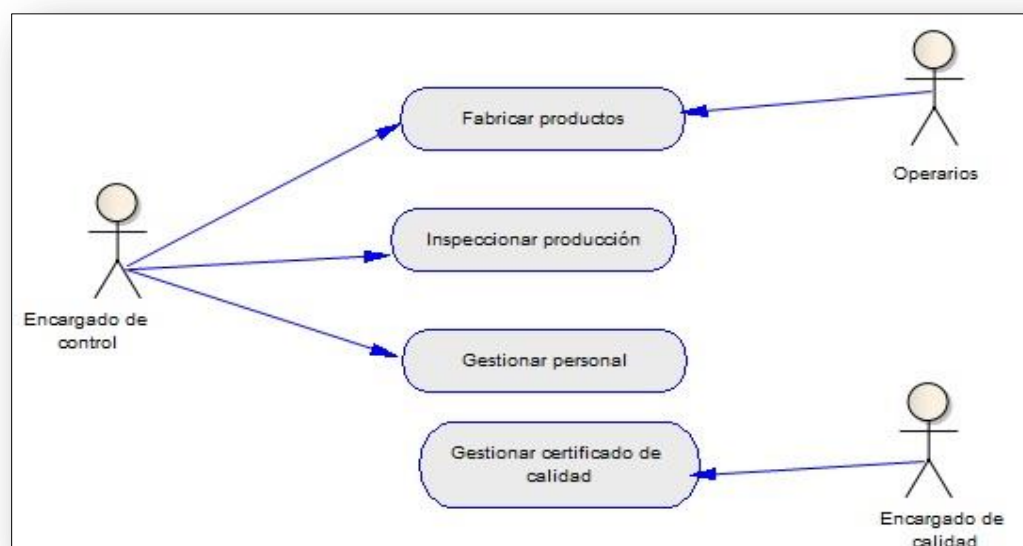 Fabricar productos
Operarios
Inspeccionar producción
Encargado de
control
Gestionar personal
Gestionar certificado de
calidad
Encargado de
calidad